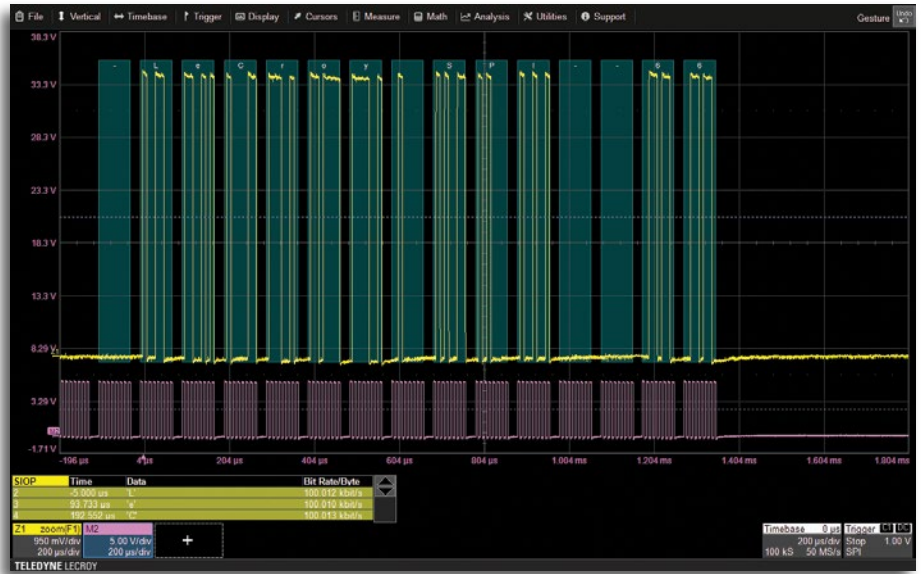 File Vertical Timebase Trigger Display Cursors Measure Math Analysis Utilities Support Gesture Undo
38.3 V
- L e C r o y S P I - - 6 6
33.3 V
28.3 V
23.3 V
18.3 V
13.3 V
8.29 V
3.29 V
M2
-1.71 V
-196 µs 4 µs 204 µs 404 µs 604 µs 804 µs 1.004 ms 1.204 ms 1.404 ms 1.604 ms 1.804 ms
SIOP Time Data Bit Rate/Byte
2 -5.000 µs 'L' 100.012 kbit/s
3 93.733 µs 'e' 100.010 kbit/s
4 192.552 µs 'C' 100.013 kbit/s
Z1 zoom(F1) M2
950 mV/div 5.00 V/div
200 µs/div 200 µs/div
+
Timebase 0 µs Trigger C1 DC
200 µs/div Stop 1.00 V
100 kS 50 MS/s SPI
TELEDYNE LECROY